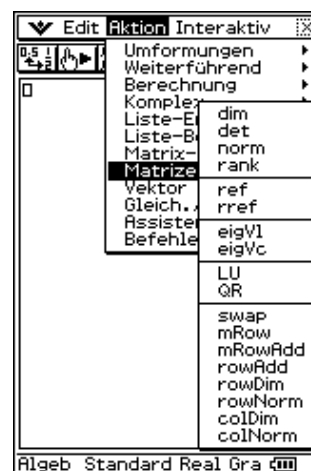 Edit Aktion Interaktiv
Umformungen
Weiterführend
Berechnung
Komplex
Liste-E
Liste-B
Matrix-
Matrize
Vektor
Gleich.
Assiste
Befehle
dim
det
norm
rank
ref
rref
eigVl
eigVc
LU
QR
swap
mRow
mRowAdd
rowAdd
rowDim
rowNorm
colDim
colNorm
Algeb Standard Real Gra